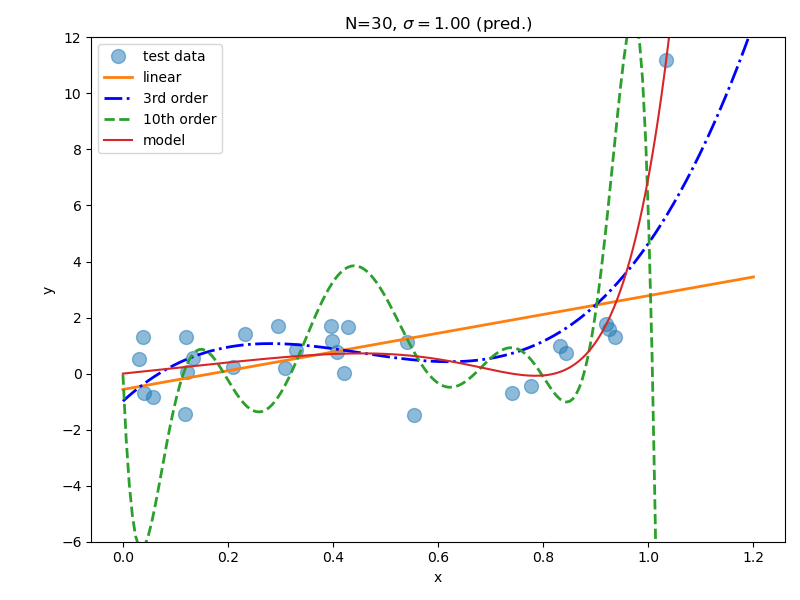 N=30, σ = 1.00 (pred.)
test data
linear
3rd order
10th order
model
y
12
10
8
6
4
2
0
−2
−4
−6
0.0 0.2 0.4 0.6 0.8 1.0 1.2
x